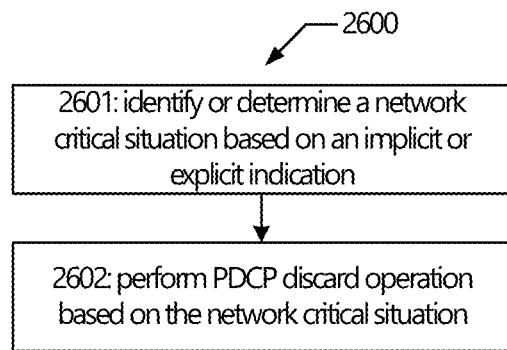 2600
2601: identify or determine a network
critical situation based on an implicit or
explicit indication
2602: perform PDCP discard operation
based on the network critical situation